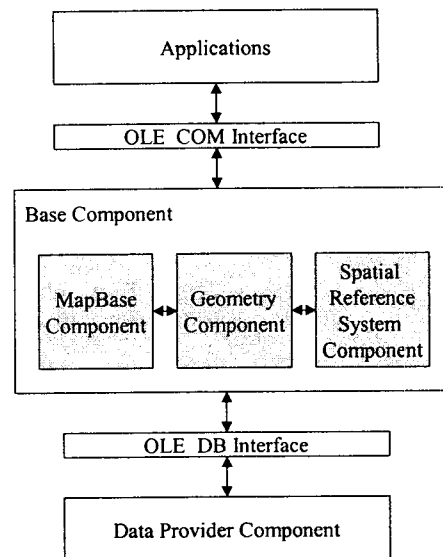 Applications
OLE COM Interface
Base Component
MapBase
Component
Geometry
Component
Spatial
Reference
System
Component
OLE DB Interface
Data Provider Component